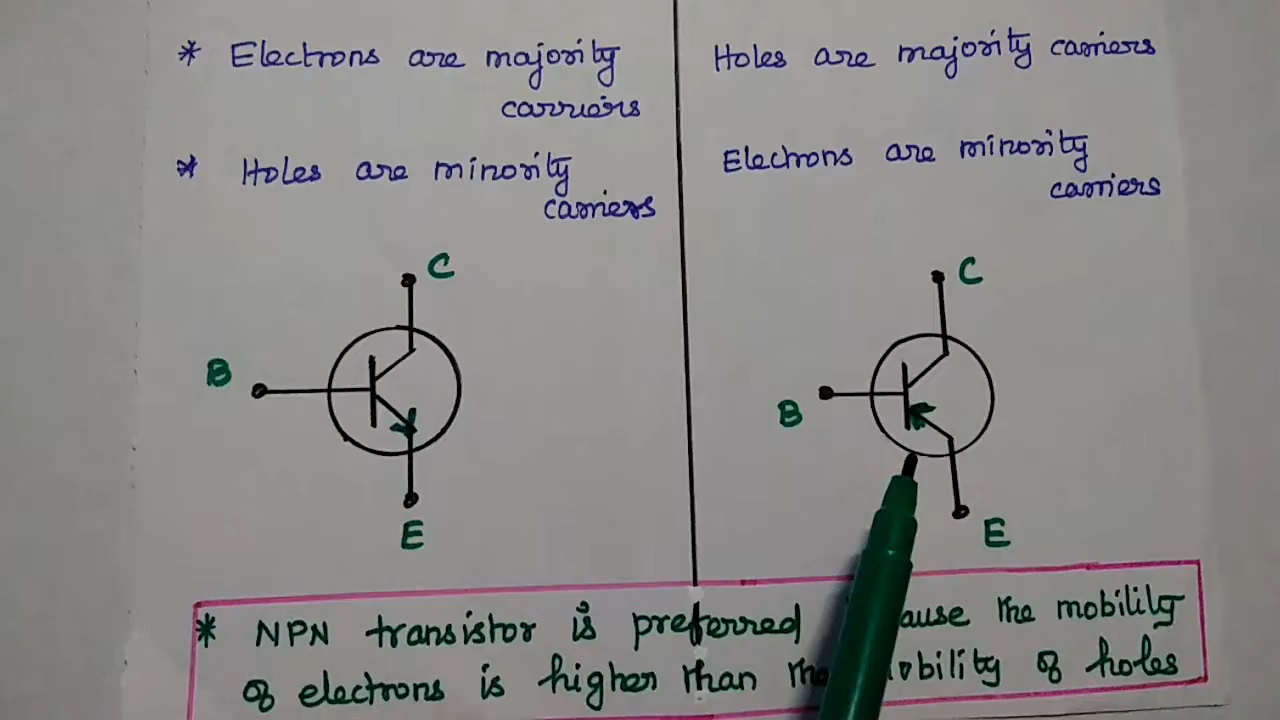 * Electrons are majority
carriers
* Holes are minority
carriers
C
B
E
Holes are majority carriers
Electrons are minority
carriers
C
B
E
* NPN transistor is preferred ause the mobility
of electrons is higher than the obility of holes